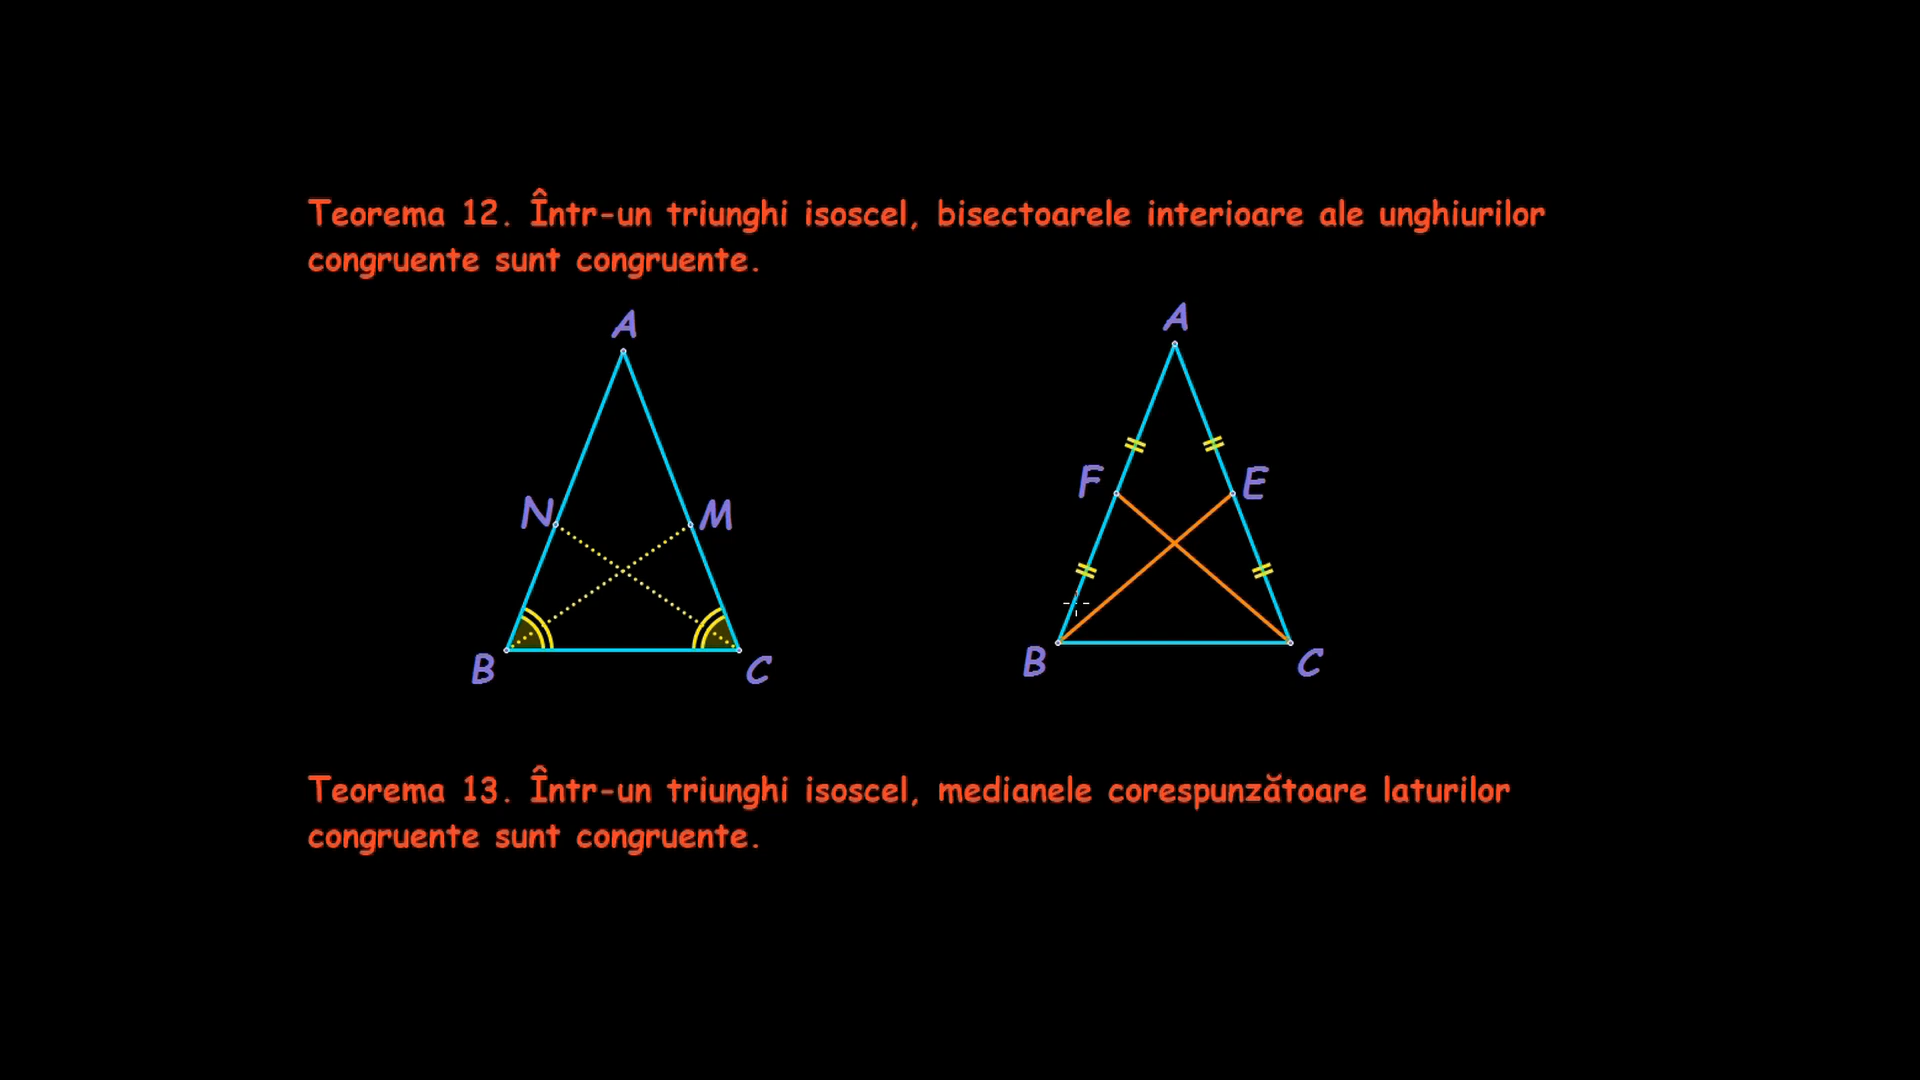 Teorema 12. Într-un triunghi isoscel, bisectoarele interioare ale unghiurilor
congruente sunt congruente.
A
A
F
E
N
M
B
C
B
C
Teorema 13. Într-un triunghi isoscel, medianele corespunzătoare laturilor
congruente sunt congruente.